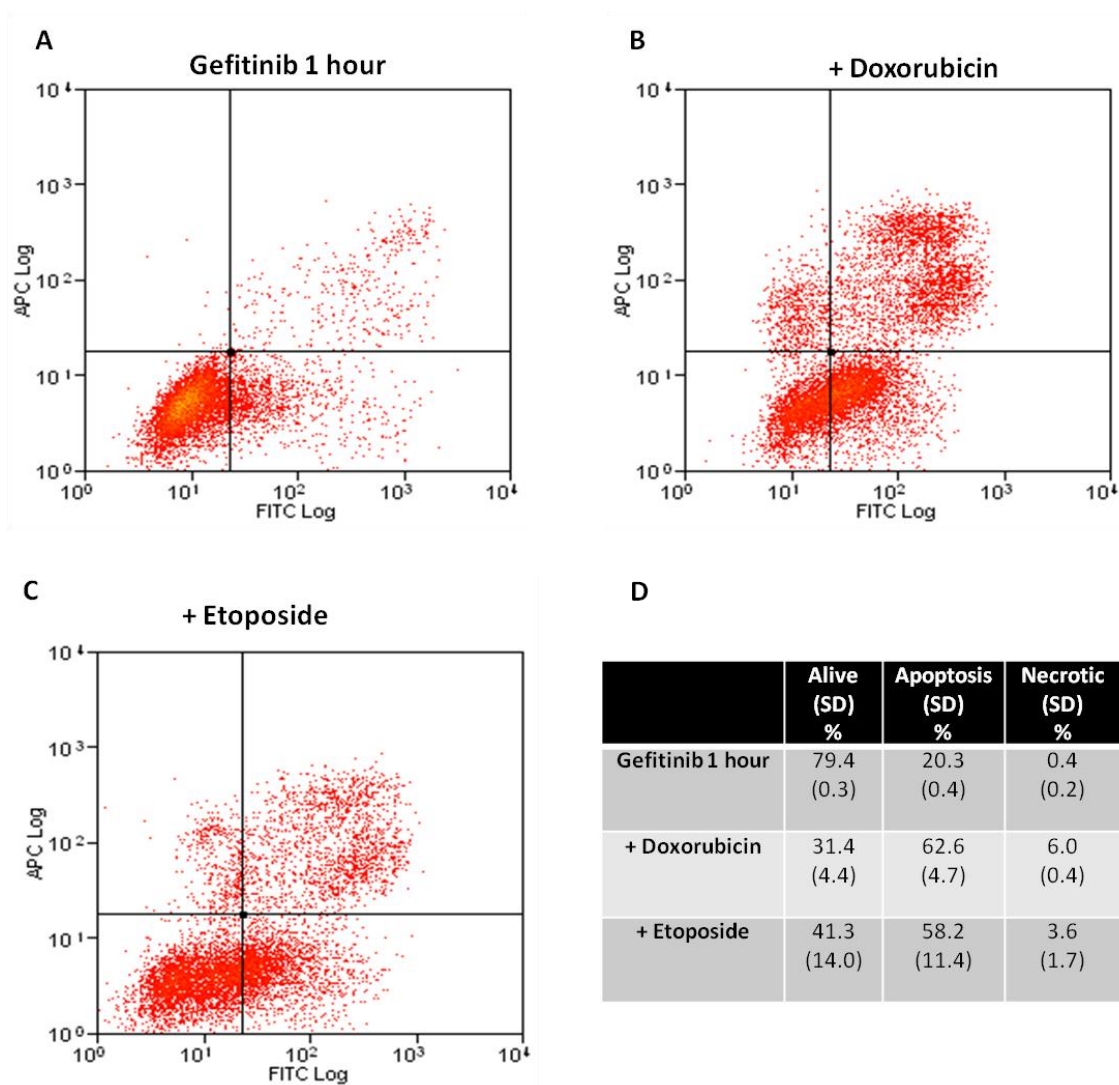 A
Gefitinib 1 hour
10⁴
10³
10²
10¹
10⁰
APC Log
10⁰ 10¹ 10² 10³ 10⁴
FITC Log
B
+ Doxorubicin
10⁴
10³
10²
10¹
10⁰
APC Log
10⁰ 10¹ 10² 10³ 10⁴
FITC Log
C
+ Etoposide
10⁴
10³
10²
10¹
10⁰
APC Log
10⁰ 10¹ 10² 10³ 10⁴
FITC Log
D
Alive Apoptosis Necrotic
(SD) (SD) (SD)
% % %
Gefitinib 1 hour 79.4 20.3 0.4
(0.3) (0.4) (0.2)
+ Doxorubicin 31.4 62.6 6.0
(4.4) (4.7) (0.4)
+ Etoposide 41.3 58.2 3.6
(14.0) (11.4) (1.7)